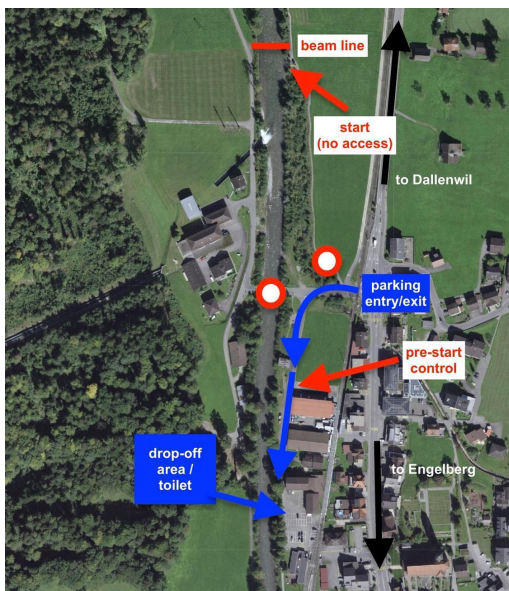 beam line
start
(no access)
to Dallenwil
parking
entry/exit
pre-start
control
drop-off
area /
toilet
to Engelberg